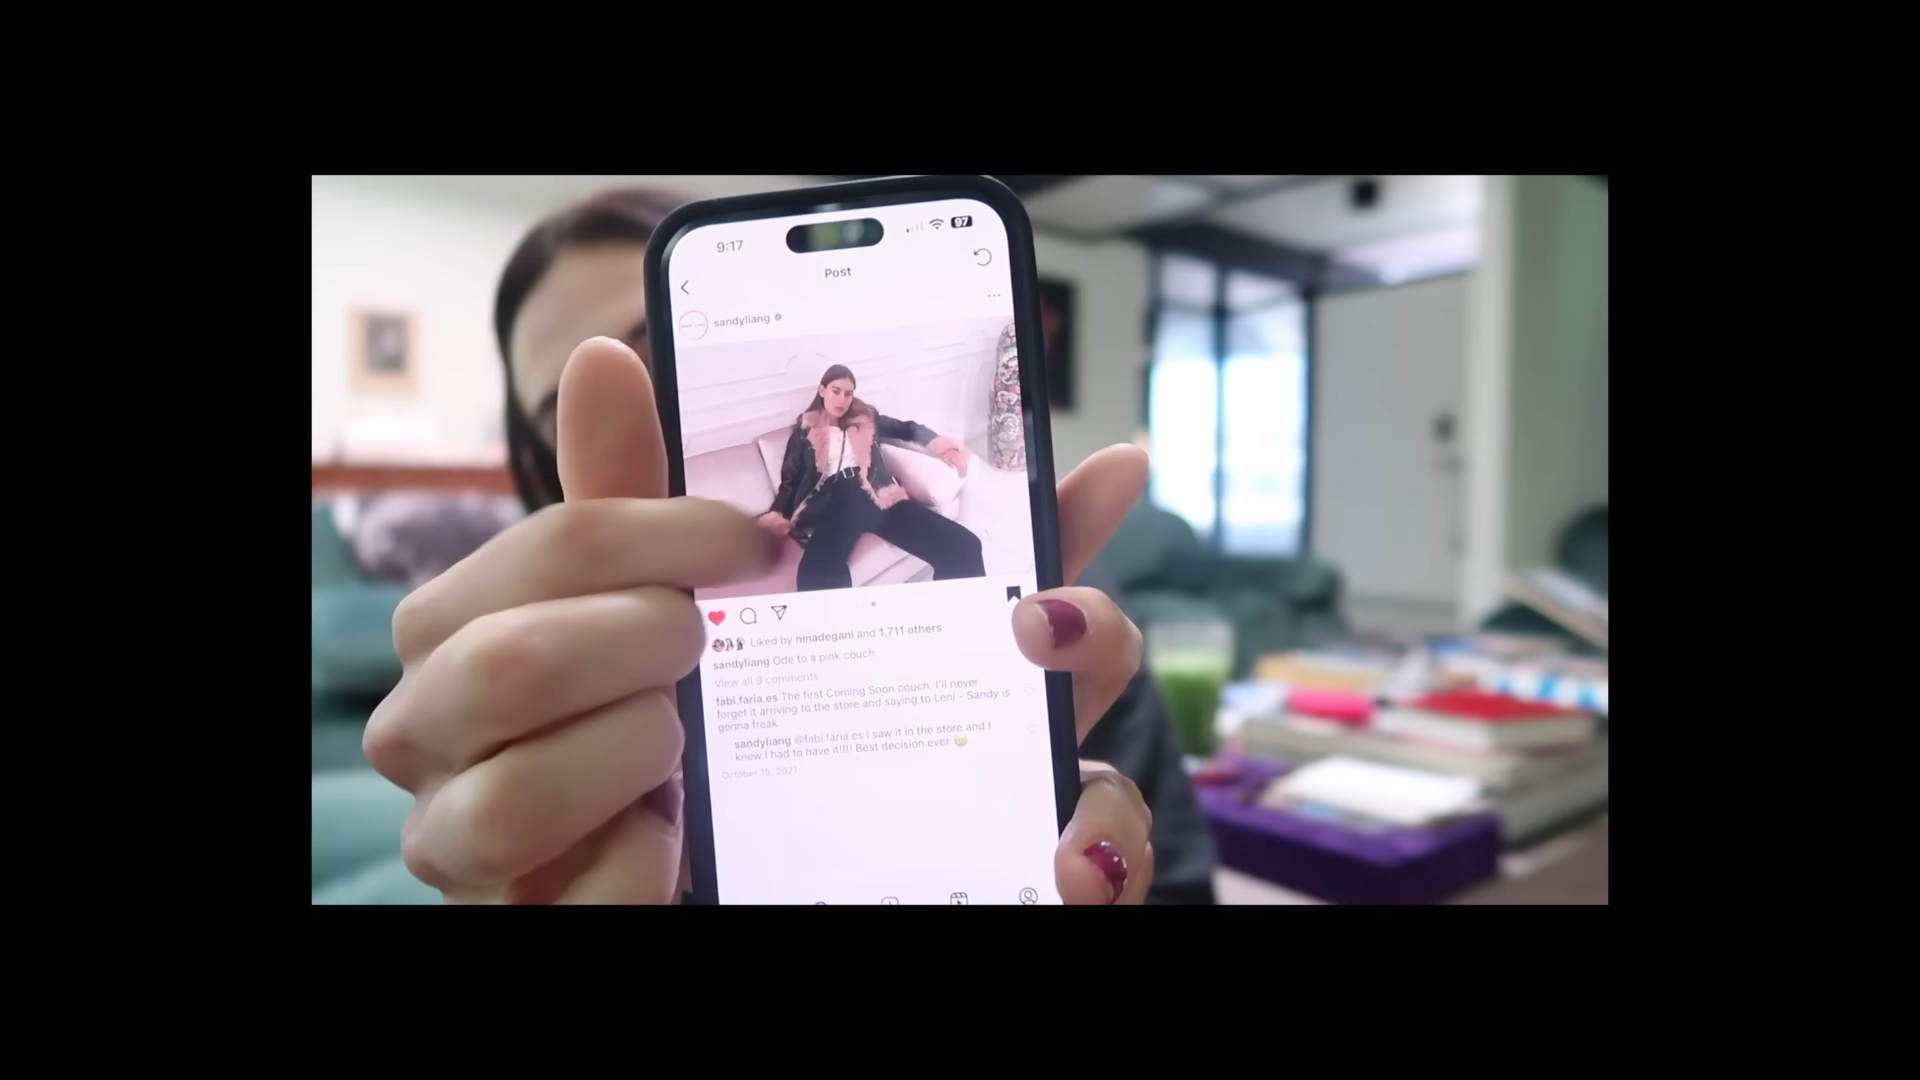 9:17
97
Post
sandyliang
Liked by ninadegani and 1,711 others
sandyliang Ode to a pink couch
View all 9 comments
fabi.faria.es The first Coming Soon couch. I'll never
forget it arriving to the store and saying to Leni - Sandy is
gonna freak
sandyliang @fabi.faria.es I saw it in the store and I
knew I had to have it!!!! Best decision ever 🥲
October 15, 2021